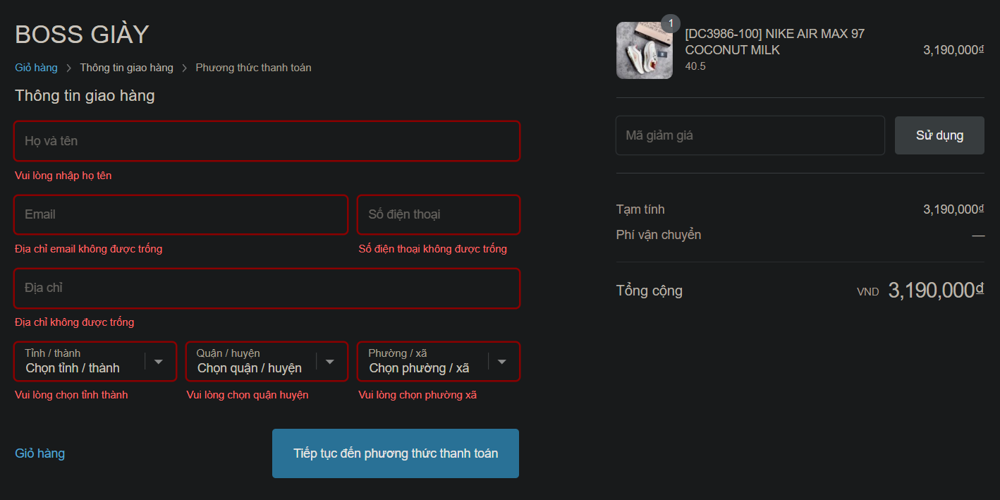 BOSS GIÀY
Giỏ hàng > Thông tin giao hàng > Phương thức thanh toán
Thông tin giao hàng
Họ và tên
Vui lòng nhập họ tên
Email
Số điện thoại
Địa chỉ email không được trống
Số điện thoại không được trống
Địa chỉ
Địa chỉ không được trống
Tỉnh / thành
Chọn tỉnh / thành
Quận / huyện
Chọn quận / huyện
Phường / xã
Chọn phường / xã
Vui lòng chọn tỉnh thành
Vui lòng chọn quận huyện
Vui lòng chọn phường xã
Giỏ hàng
Tiếp tục đến phương thức thanh toán
1
[DC3986-100] NIKE AIR MAX 97
COCONUT MILK
40.5
3,190,000₫
Mã giảm giá
Sử dụng
Tạm tính
3,190,000₫
Phí vận chuyển
—
Tổng cộng
VND 3,190,000₫